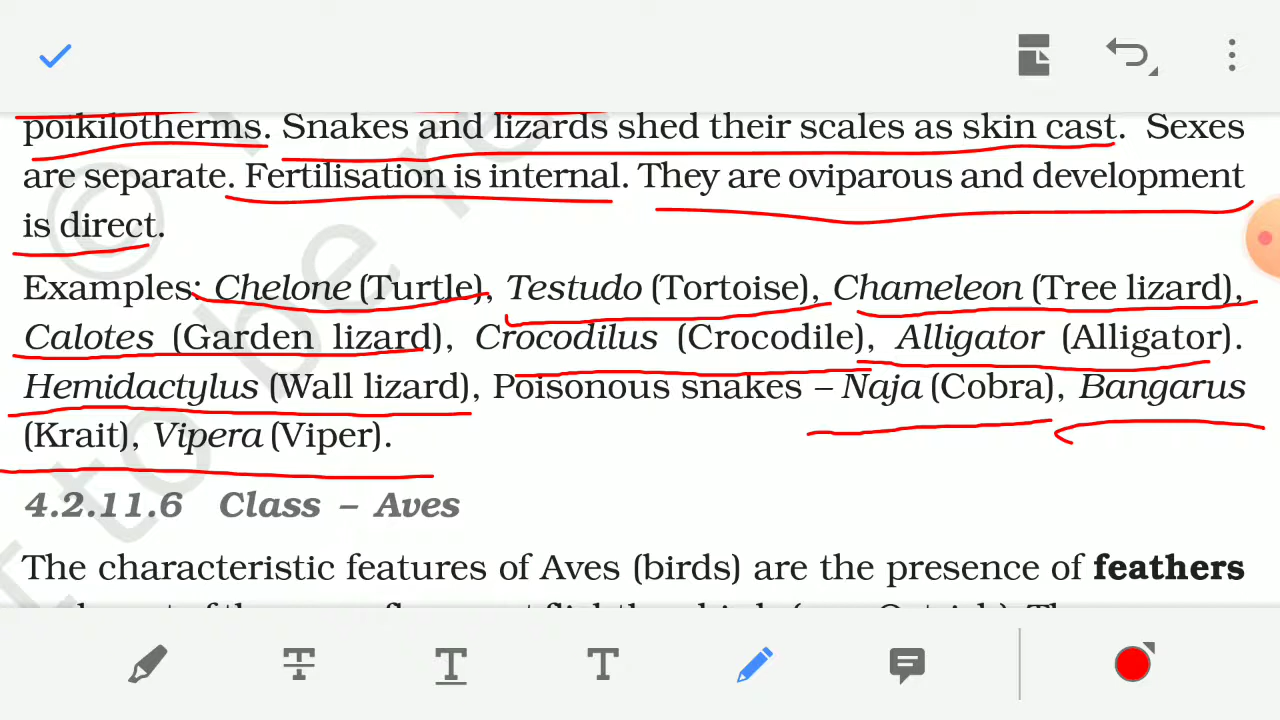 poikilotherms. Snakes and lizards shed their scales as skin cast. Sexes
are separate. Fertilisation is internal. They are oviparous and development
is direct.
Examples: Chelone (Turtle), Testudo (Tortoise), Chameleon (Tree lizard),
Calotes (Garden lizard), Crocodilus (Crocodile), Alligator (Alligator).
Hemidactylus (Wall lizard), Poisonous snakes – Naja (Cobra), Bangarus
(Krait), Vipera (Viper).
4.2.11.6 Class – Aves
The characteristic features of Aves (birds) are the presence of feathers